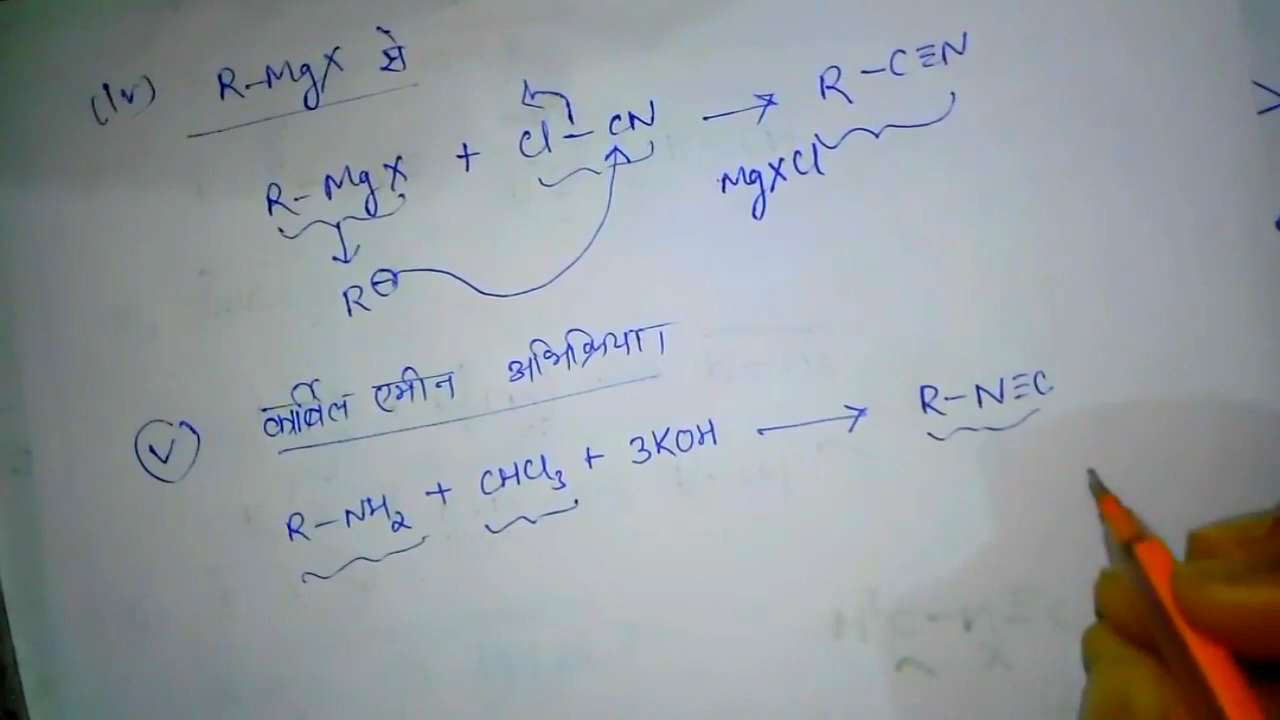 (iv) R-MgX से
R-MgX + Cl-CN → R-C≡N
MgXCl
R⊖
(v) कार्बिल एमीन अभिक्रिया।
R-NH₂ + CHCl₃ + 3KOH → R-N≡C